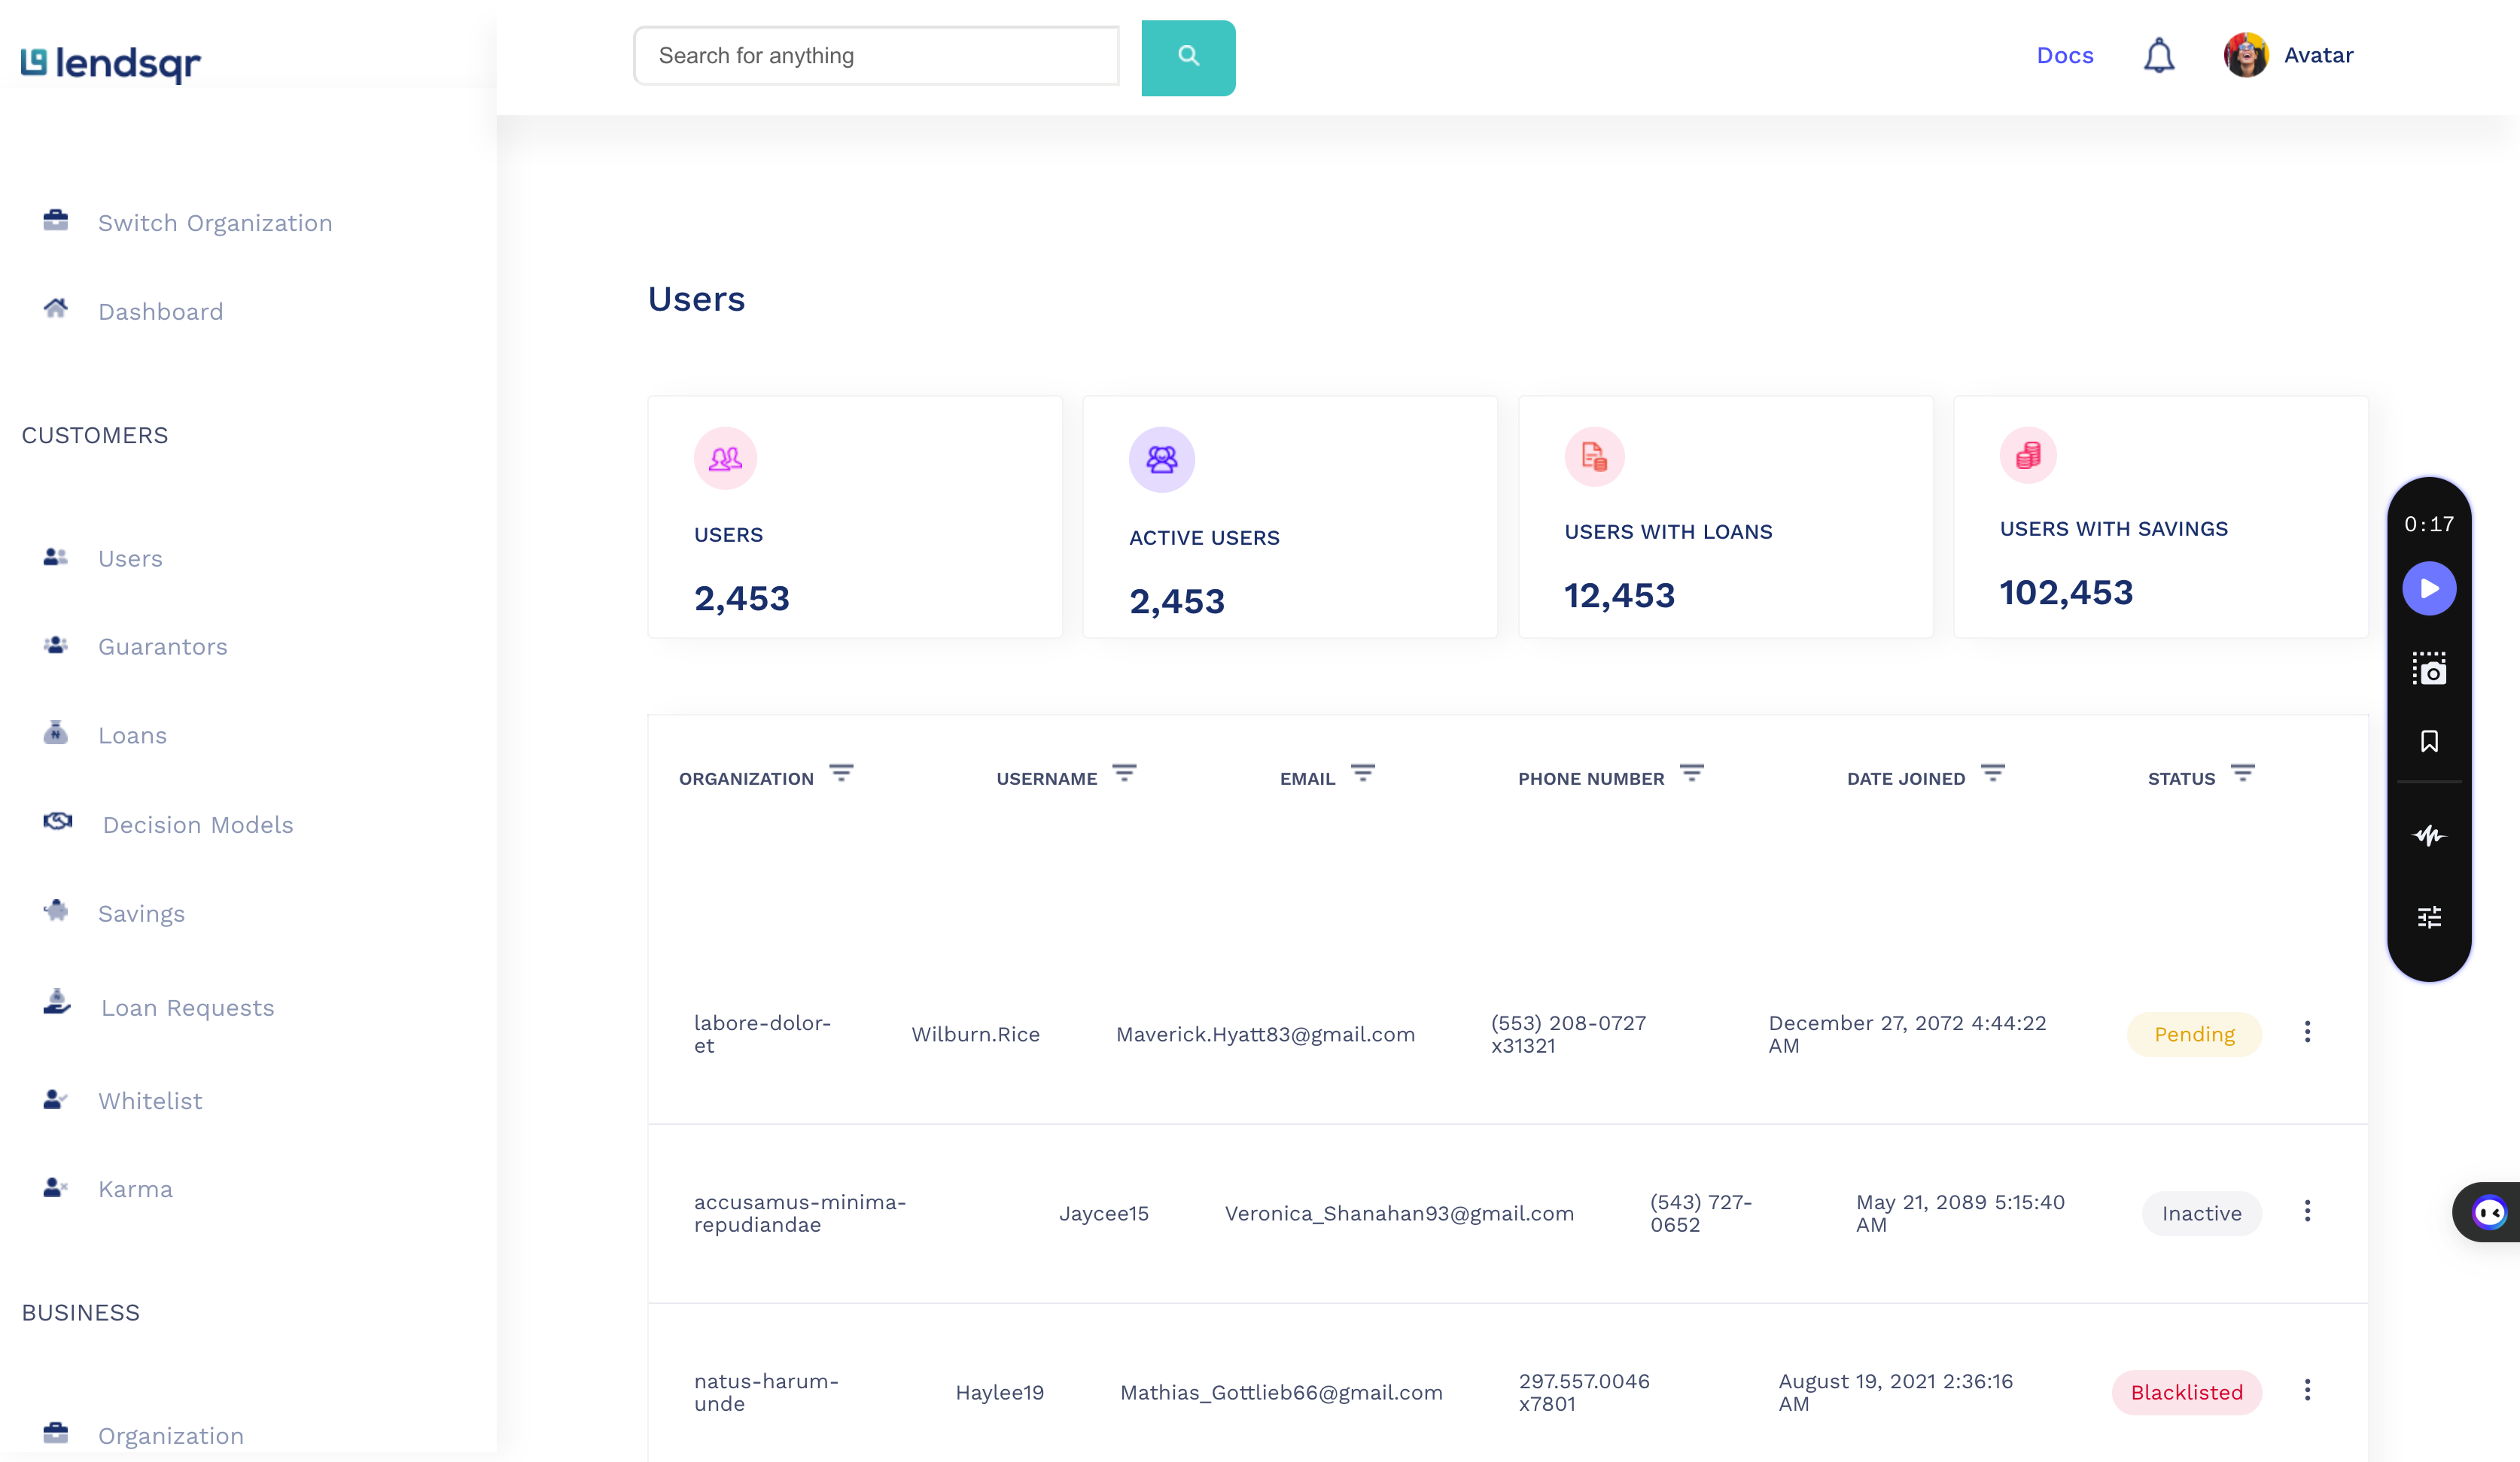 lendsqr
Search for anything
Docs
Avatar
Switch Organization
Dashboard
CUSTOMERS
Users
Guarantors
Loans
Decision Models
Savings
Loan Requests
Whitelist
Karma
BUSINESS
Organization
Users
USERS
2,453
ACTIVE USERS
2,453
USERS WITH LOANS
12,453
USERS WITH SAVINGS
102,453
0:17
ORGANIZATION USERNAME EMAIL PHONE NUMBER DATE JOINED STATUS
labore-dolor-
et
Wilburn.Rice
Maverick.Hyatt83@gmail.com
(553) 208-0727
x31321
December 27, 2072 4:44:22
AM
Pending
accusamus-minima-
repudiandae
Jaycee15
Veronica_Shanahan93@gmail.com
(543) 727-
0652
May 21, 2089 5:15:40
AM
Inactive
natus-harum-
unde
Haylee19
Mathias_Gottlieb66@gmail.com
297.557.0046
x7801
August 19, 2021 2:36:16
AM
Blacklisted